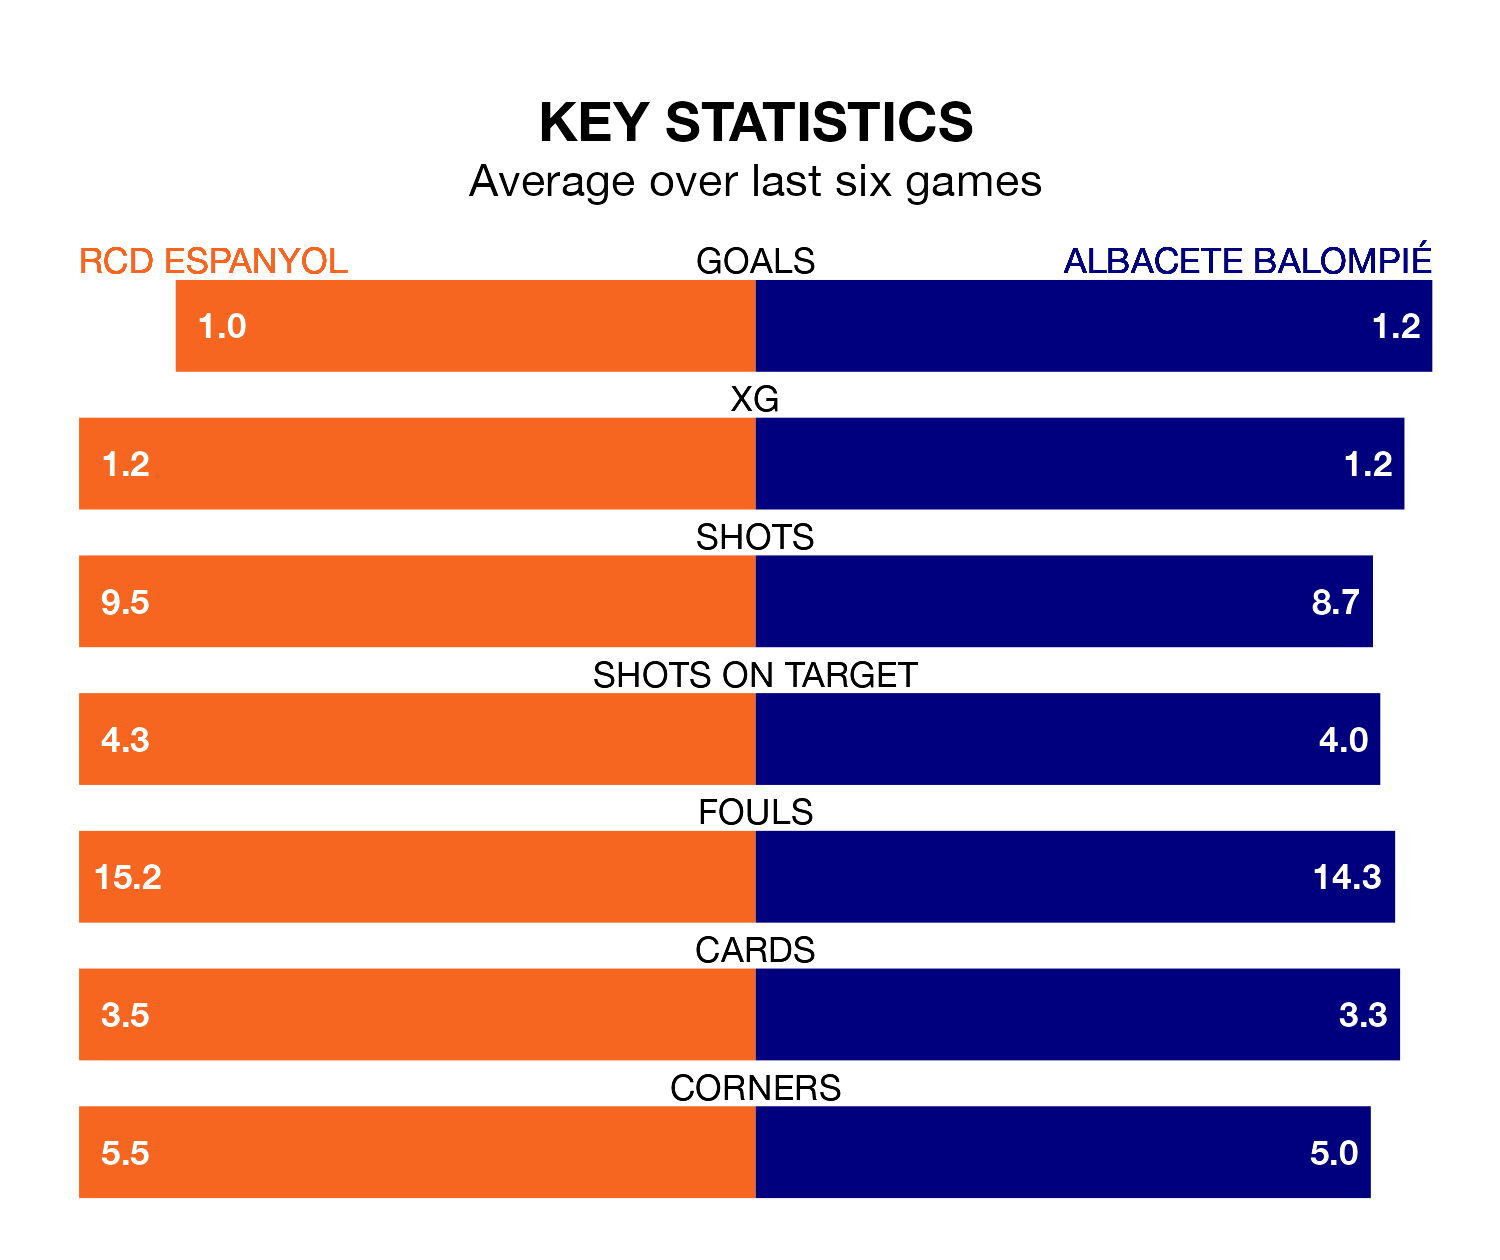 KEY STATISTICS
Average over last six games
RCD ESPANYOL GOALS ALBACETE BALOMPIÉ
1.0 1.2
XG
1.2 1.2
SHOTS
9.5 8.7
SHOTS ON TARGET
4.3 4.0
FOULS
15.2 14.3
CARDS
3.5 3.3
CORNERS
5.5 5.0